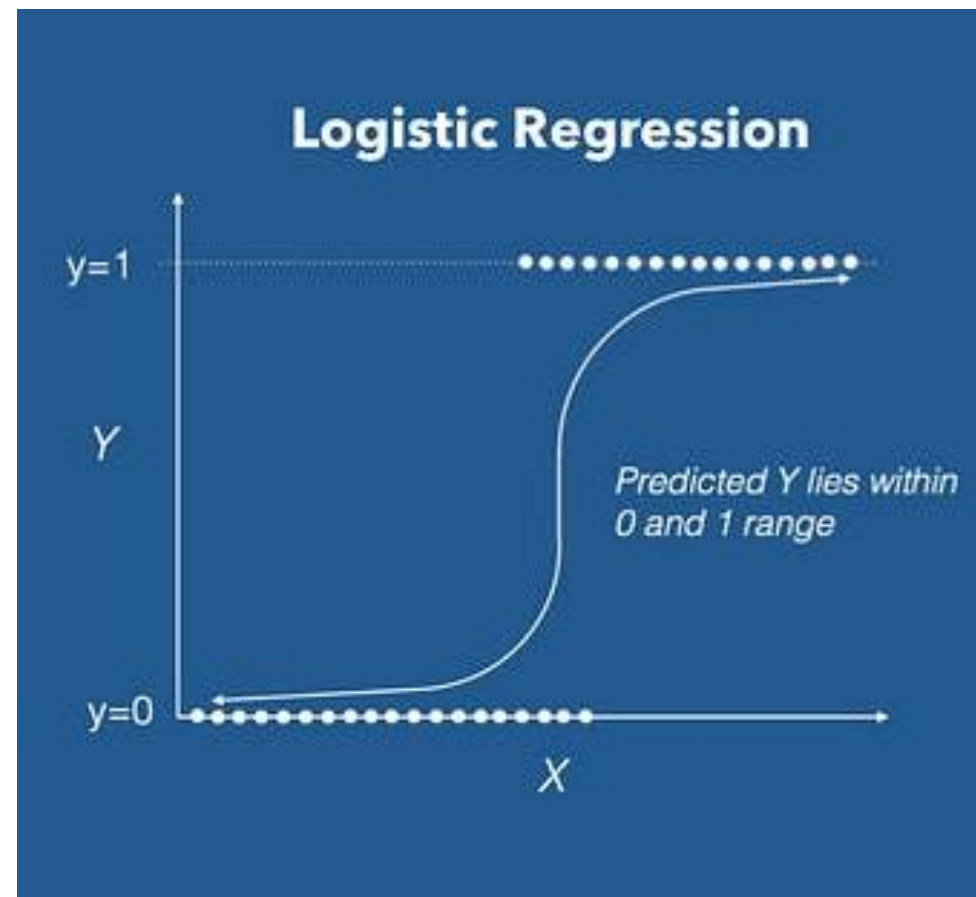 Logistic Regression
y=1
Y
Predicted Y lies within
0 and 1 range
y=0
X